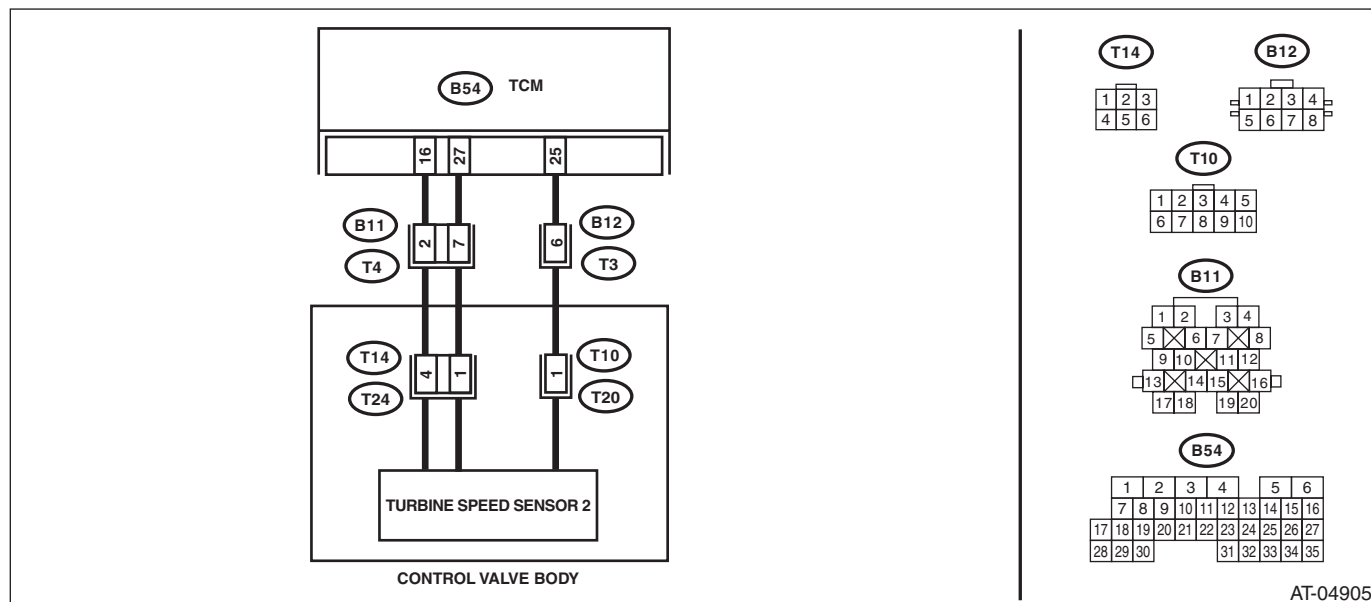 B54 TCM
16 27 25
B11 2 7 6 B12
T4 T3
T14 4 1 1 T10
T24 T20
TURBINE SPEED SENSOR 2
CONTROL VALVE BODY
T14
1 2 3
4 5 6
B12
1 2 3 4
5 6 7 8
T10
1 2 3 4 5
6 7 8 9 10
B11
1 2 3 4
5 6 7 8
9 10 11 12
13 14 15 16
17 18 19 20
B54
1 2 3 4 5 6
7 8 9 10 11 12 13 14 15 16
17 18 19 20 21 22 23 24 25 26 27
28 29 30 31 32 33 34 35
AT-04905